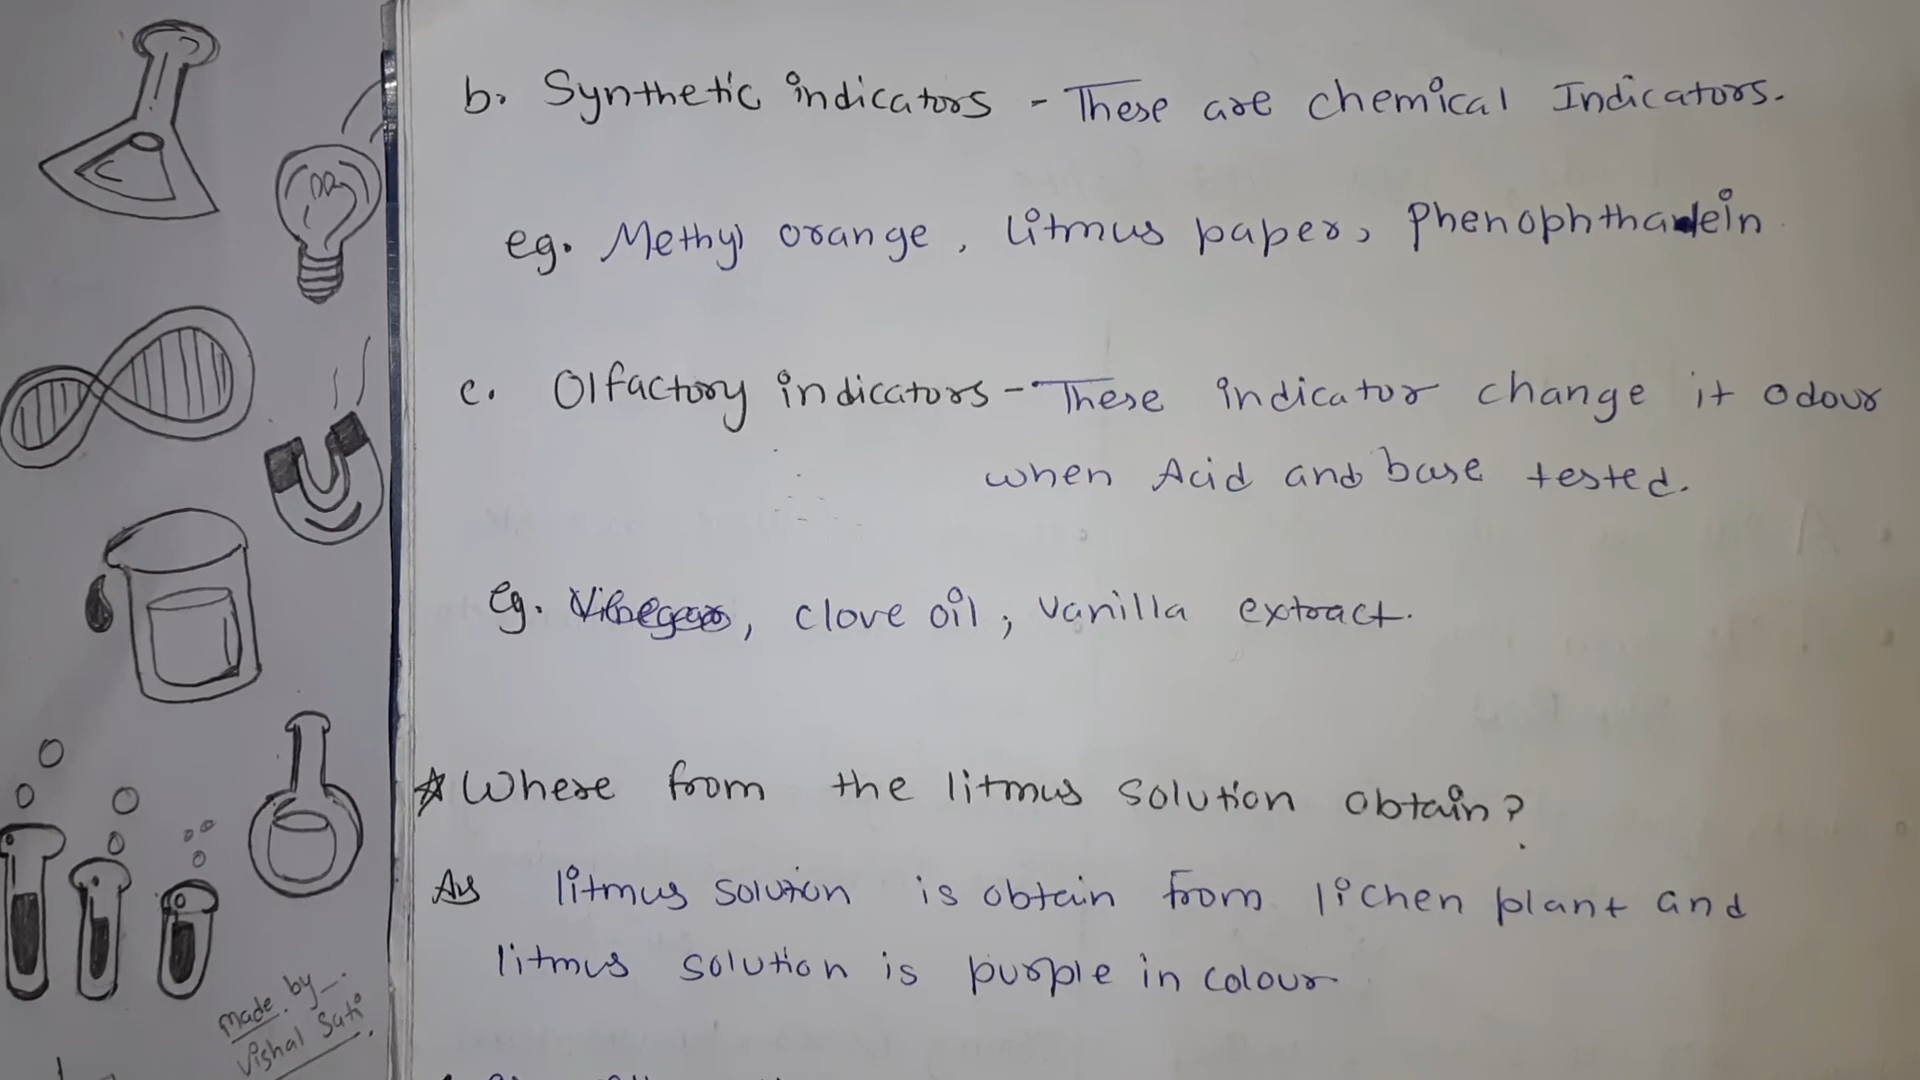 b. Synthetic indicators - These are chemical Indicators.
eg. Methyl orange, litmus paper, Phenophthalein
c. Olfactory indicators - These indicator change it odour
when Acid and base tested.
eg. , clove oil, vanilla extract.
Where from the litmus solution obtain?
Ans litmus solution is obtain from lichen plant and
litmus solution is purple in colour
made by
Vishal Sati